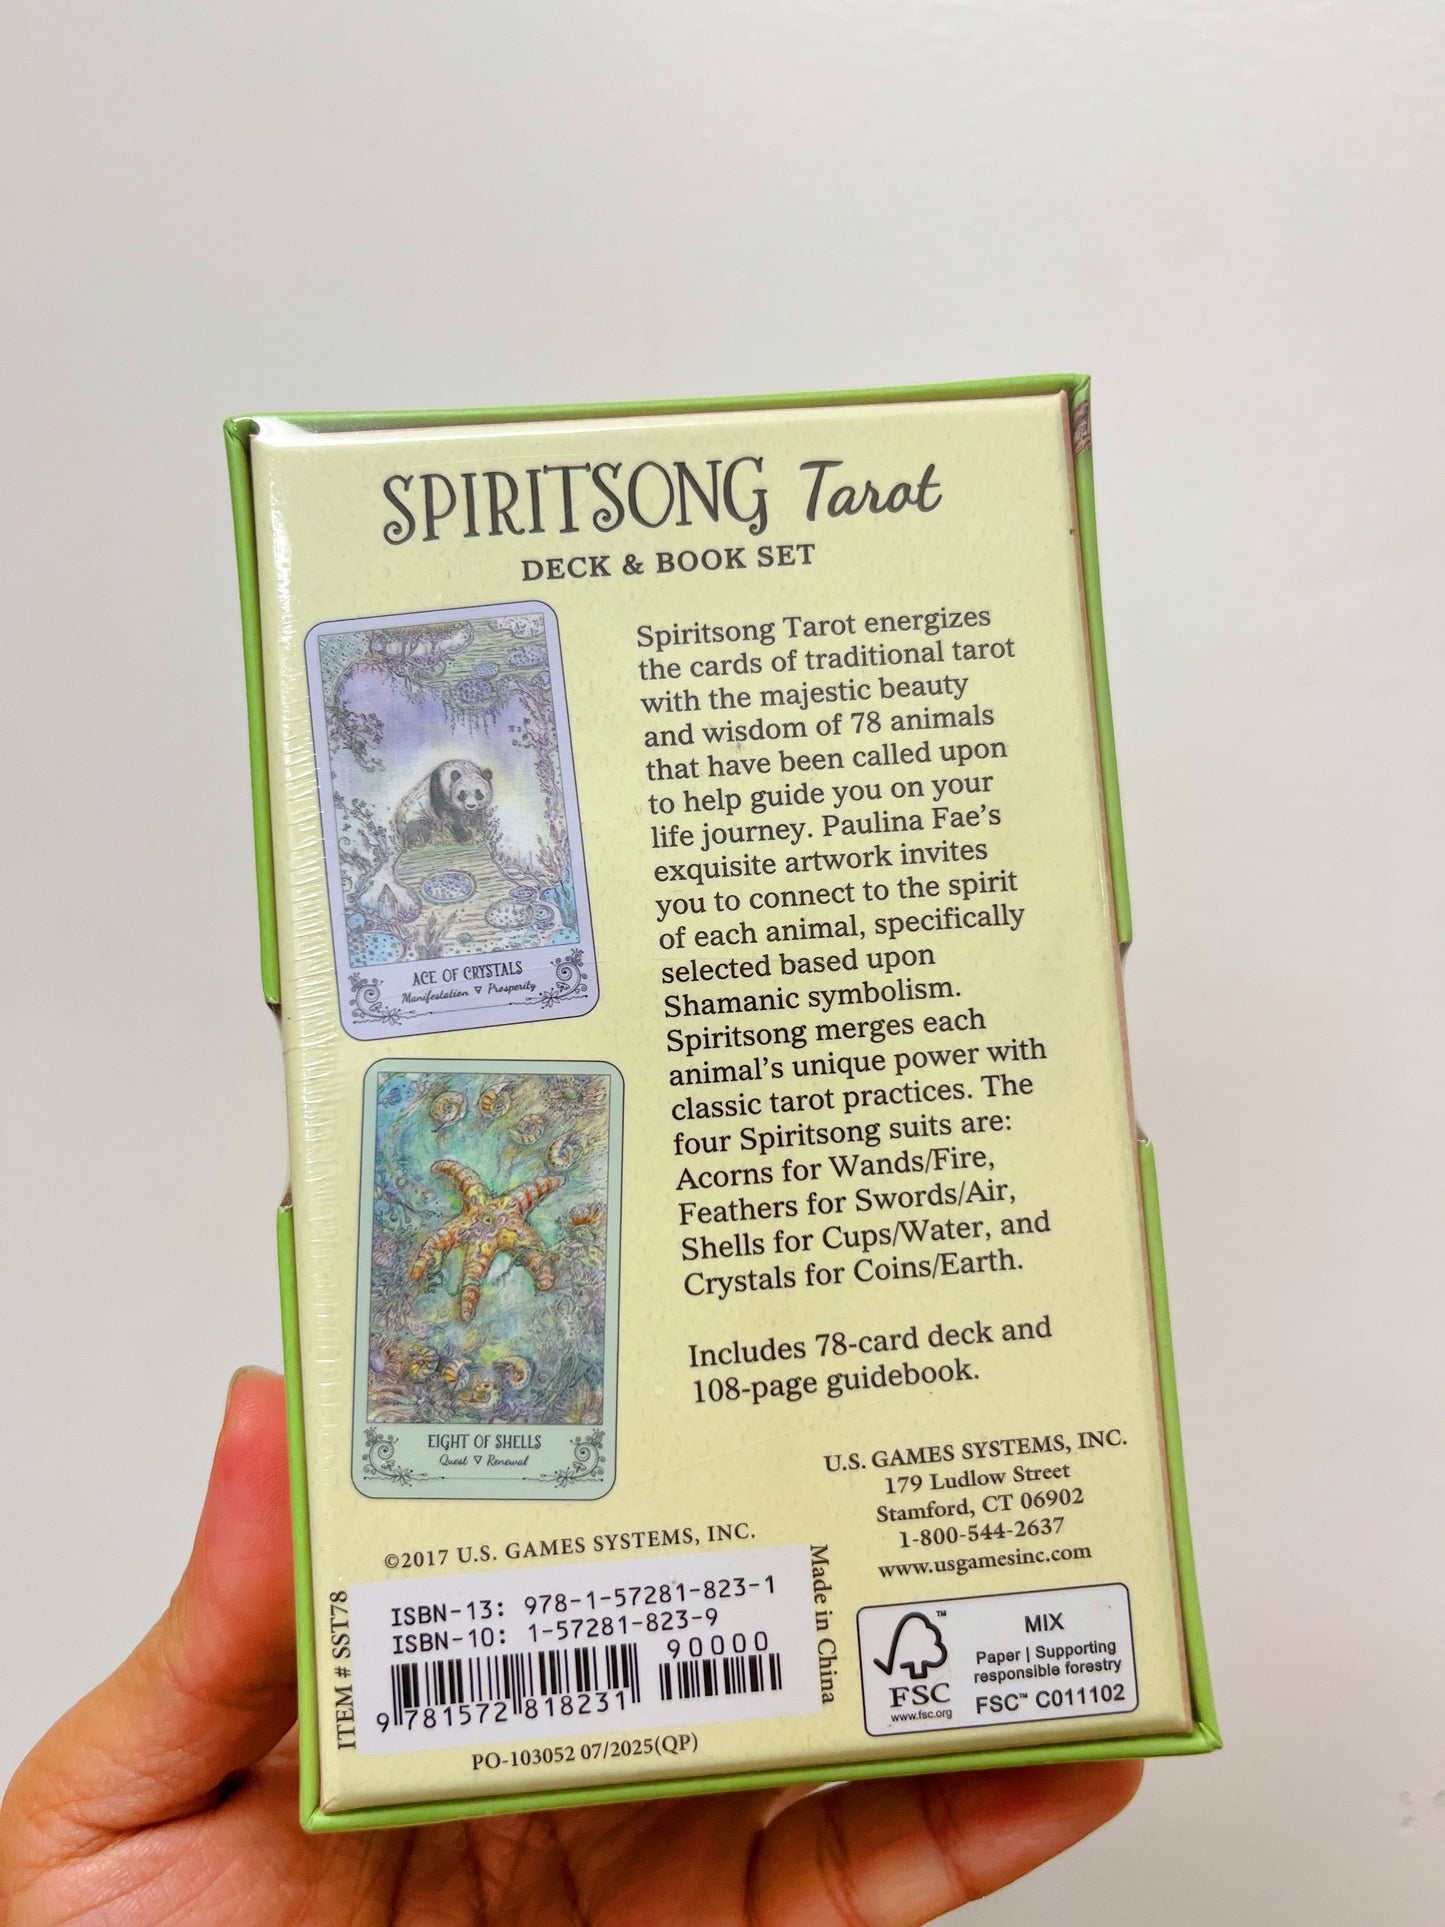 SPIRITSONG Tarot
DECK & BOOK SET
ACE OF CRYSTALS
Manifestation ▽ Prosperity
EIGHT OF SHELLS
Quest ▽ Renewal
Spiritsong Tarot energizes
the cards of traditional tarot
with the majestic beauty
and wisdom of 78 animals
that have been called upon
to help guide you on your
life journey. Paulina Fae’s
exquisite artwork invites
you to connect to the spirit
of each animal, specifically
selected based upon
Shamanic symbolism.
Spiritsong merges each
animal’s unique power with
classic tarot practices. The
four Spiritsong suits are:
Acorns for Wands/Fire,
Feathers for Swords/Air,
Shells for Cups/Water, and
Crystals for Coins/Earth.
Includes 78-card deck and
108-page guidebook.
U.S. GAMES SYSTEMS, INC.
179 Ludlow Street
Stamford, CT 06902
1-800-544-2637
www.usgamesinc.com
©2017 U.S. GAMES SYSTEMS, INC.
ITEM # SST78
ISBN-13: 978-1-57281-823-1
ISBN-10: 1-57281-823-9
90000
9 781572 818231
Made in China
PO-103052 07/2025(QP)
FSC
™
www.fsc.org
MIX
Paper | Supporting
responsible forestry
FSC™ C011102